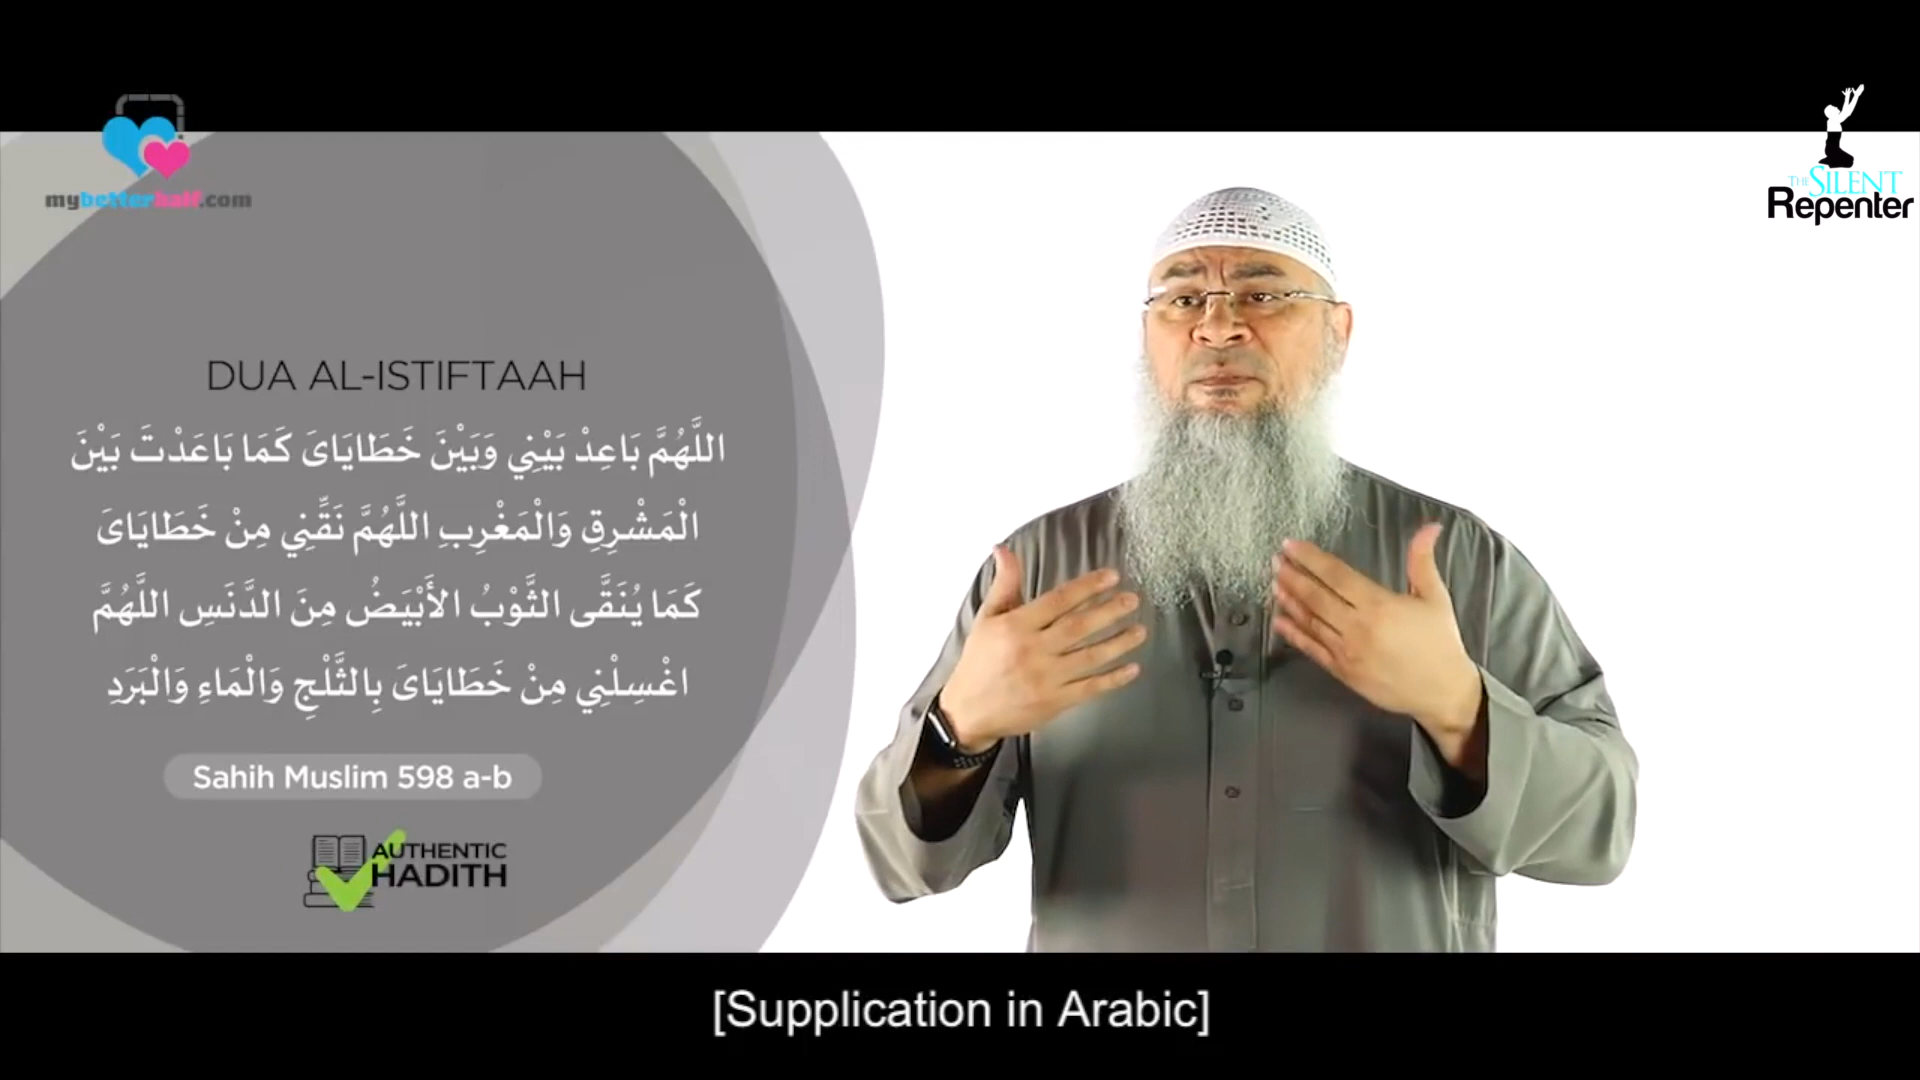 mybetterhalf.com
THE SILENT
Repenter
DUA AL-ISTIFTAAH
اللَّهُمَّ بَاعِدْ بَيْنِي وَبَيْنَ خَطَايَاىَ كَمَا بَاعَدْتَ بَيْنَ
الْمَشْرِقِ وَالْمَغْرِبِ اللَّهُمَّ نَقِّنِي مِنْ خَطَايَاىَ
كَمَا يُنَقَّى الثَّوْبُ الأَبْيَضُ مِنَ الدَّنَسِ اللَّهُمَّ
اغْسِلْنِي مِنْ خَطَايَاىَ بِالثَّلْجِ وَالْمَاءِ وَالْبَرَدِ
Sahih Muslim 598 a-b
AUTHENTIC
HADITH
[Supplication in Arabic]